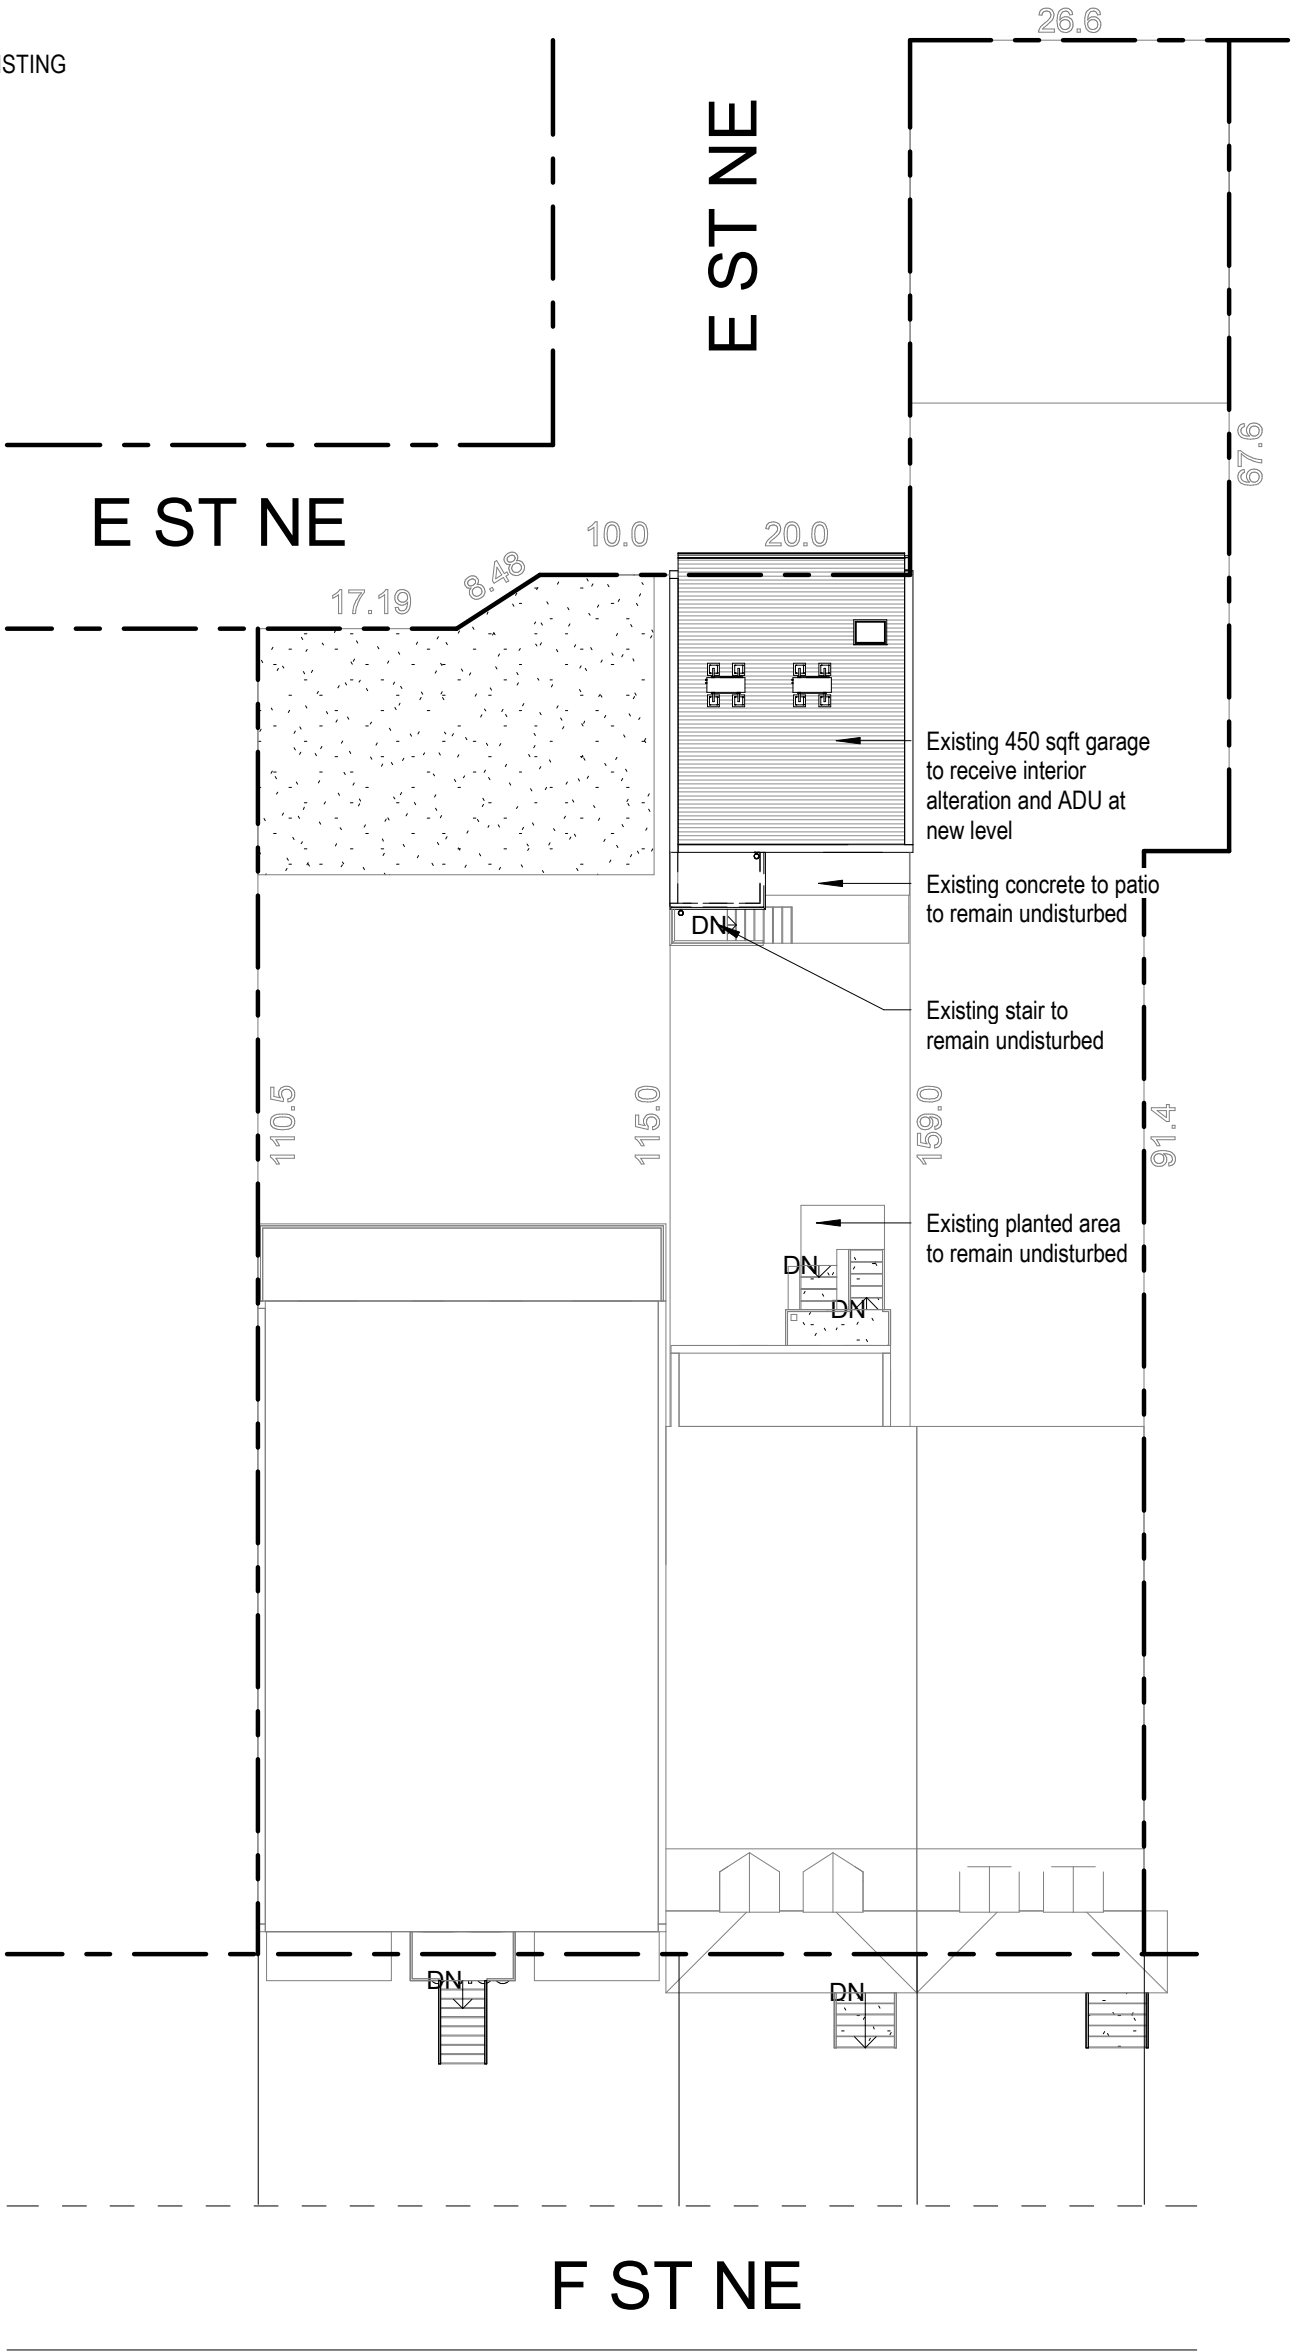 26.6
E ST NE
67.6
E ST NE
10.0
20.0
8.48
17.19
Existing 450 sqft garage
to receive interior
alteration and ADU at
new level
Existing concrete to patio
to remain undisturbed
DN
Existing stair to
remain undisturbed
110.5
115.0
159.0
91.4
Existing planted area
to remain undisturbed
DN
DN
DN
DN
F ST NE